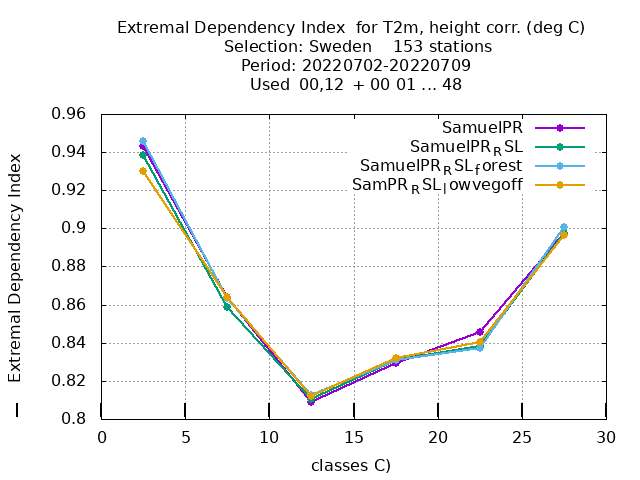 Extremal Dependency Index  for T2m, height corr. (deg C)
Selection: Sweden    153 stations
Period: 20220702-20220709
Used  00,12  + 00 01 ... 48
Extremal Dependency Index
0.96
0.94
0.92
0.9
0.88
0.86
0.84
0.82
0.8
SamuelPR
SamuelPR_RSL
SamuelPR_RSL_forest
SamPR_RSL_lowvegoff
0 5 10 15 20 25 30
classes C)